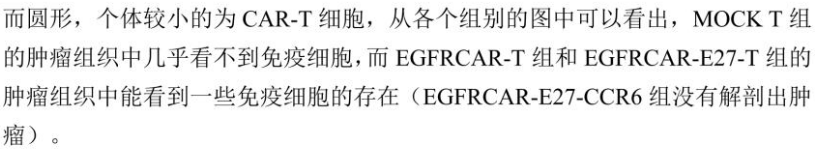 而圆形，个体较小的为 CAR-T 细胞，从各个组别的图中可以看出，MOCK T 组
的肿瘤组织中几乎看不到免疫细胞，而 EGFRCAR-T 组和 EGFRCAR-E27-T 组的
肿瘤组织中能看到一些免疫细胞的存在（EGFRCAR-E27-CCR6 组没有解剖出肿
瘤）。